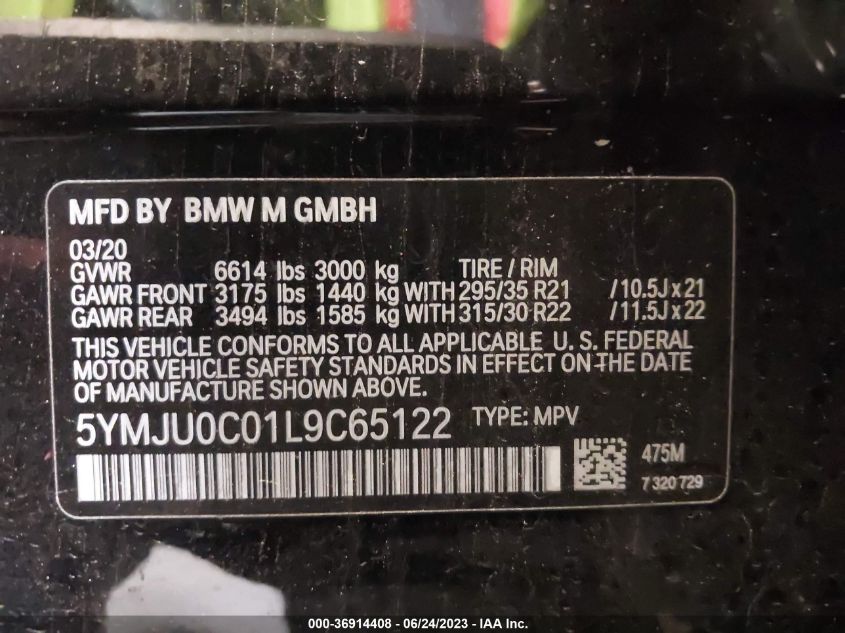 MFD BY BMW M GMBH
03/20
GVWR 6614 lbs 3000 kg TIRE / RIM
GAWR FRONT 3175 lbs 1440 kg WITH 295/35 R21 /10.5J x 21
GAWR REAR 3494 lbs 1585 kg WITH 315/30 R22 /11.5J x 22
THIS VEHICLE CONFORMS TO ALL APPLICABLE U. S. FEDERAL
MOTOR VEHICLE SAFETY STANDARDS IN EFFECT ON THE DATE
OF MANUFACTURE SHOWN ABOVE.
5YMJU0C01L9C65122 TYPE: MPV
475M
7 320 729
000-36914408 - 06/24/2023 - IAA Inc.